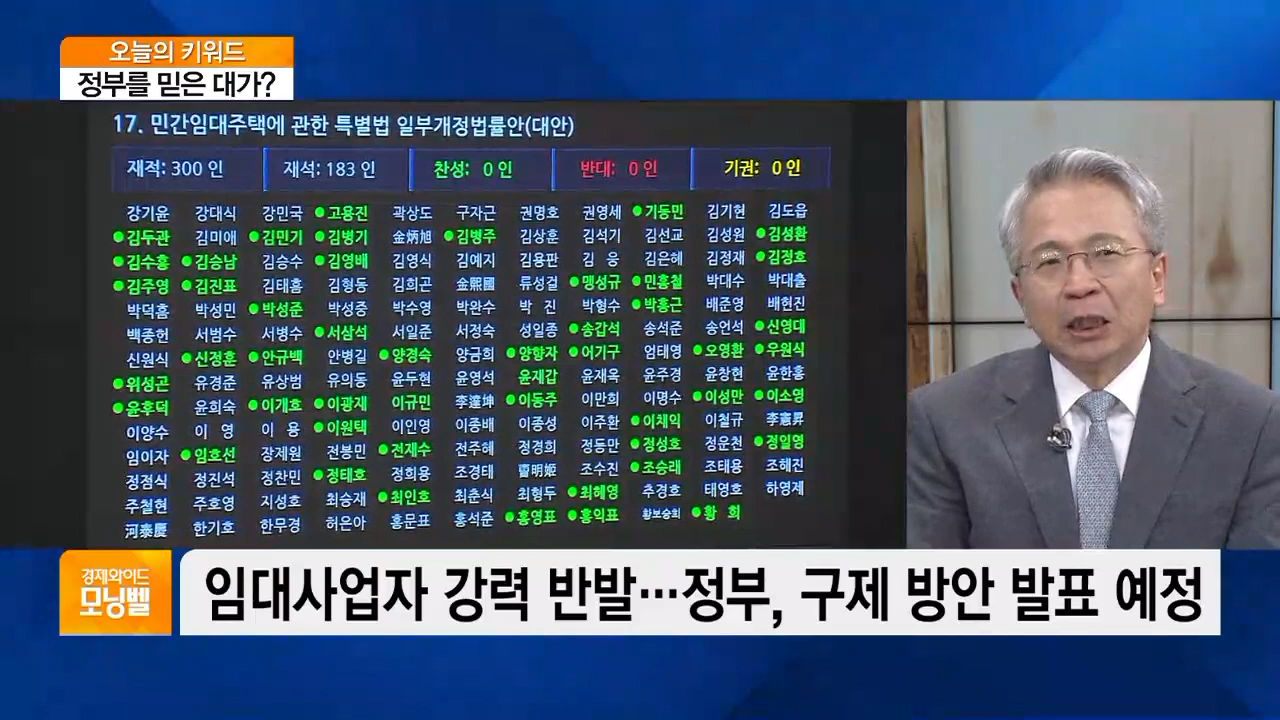 오늘의 키워드
정부를 믿은 대가?
17. 민간임대주택에 관한 특별법 일부개정법률안(대안)
재적: 300 인 재석: 183 인 찬성: 0 인 반대: 0 인 기권: 0 인
강기윤 강대식 강민국 고용진 곽상도 구자근 권명호 권영세 기동민 김기현 김도읍
김두관 김미애 김민기 김병기 金炳旭 김병주 김상훈 김석기 김선교 김성원 김성환
김수흥 김승남 김승수 김영배 김영식 김예지 김용판 김 웅 김은혜 김정재 김정호
김주영 김진표 김태흠 김형동 김희곤 金熙國 류성걸 맹성규 민홍철 박대수 박대출
박덕흠 박성민 박성준 박성중 박수영 박완수 박 진 박형수 박홍근 배준영 배현진
백종헌 서범수 서병수 서삼석 서일준 서정숙 성일종 송갑석 송석준 송언석 신영대
신원식 신정훈 안규백 안병길 양경숙 양금희 양향자 어기구 엄태영 오영환 우원식
위성곤 유경준 유상범 유의동 윤두현 윤영석 윤재갑 윤재옥 윤주경 윤창현 윤한홍
윤후덕 윤희숙 이개호 이광재 이규민 李達坤 이동주 이만희 이명수 이성만 이소영
이양수 이 영 이 용 이원택 이인영 이종배 이종성 이주환 이채익 이철규 李憲昇
임이자 임호선 장제원 전봉민 전재수 전주혜 정경희 정동만 정성호 정운천 정일영
정점식 정진석 정찬민 정태호 정희용 조경태 曺明姬 조수진 조승래 조태용 조해진
주철현 주호영 지성호 최승재 최인호 최춘식 최형두 최혜영 추경호 태영호 하영제
河泰慶 한기호 한무경 허은아 홍문표 홍석준 홍영표 홍익표 황보승희 황 희
경제와이드
모닝벨
임대사업자 강력 반발…정부, 구제 방안 발표 예정